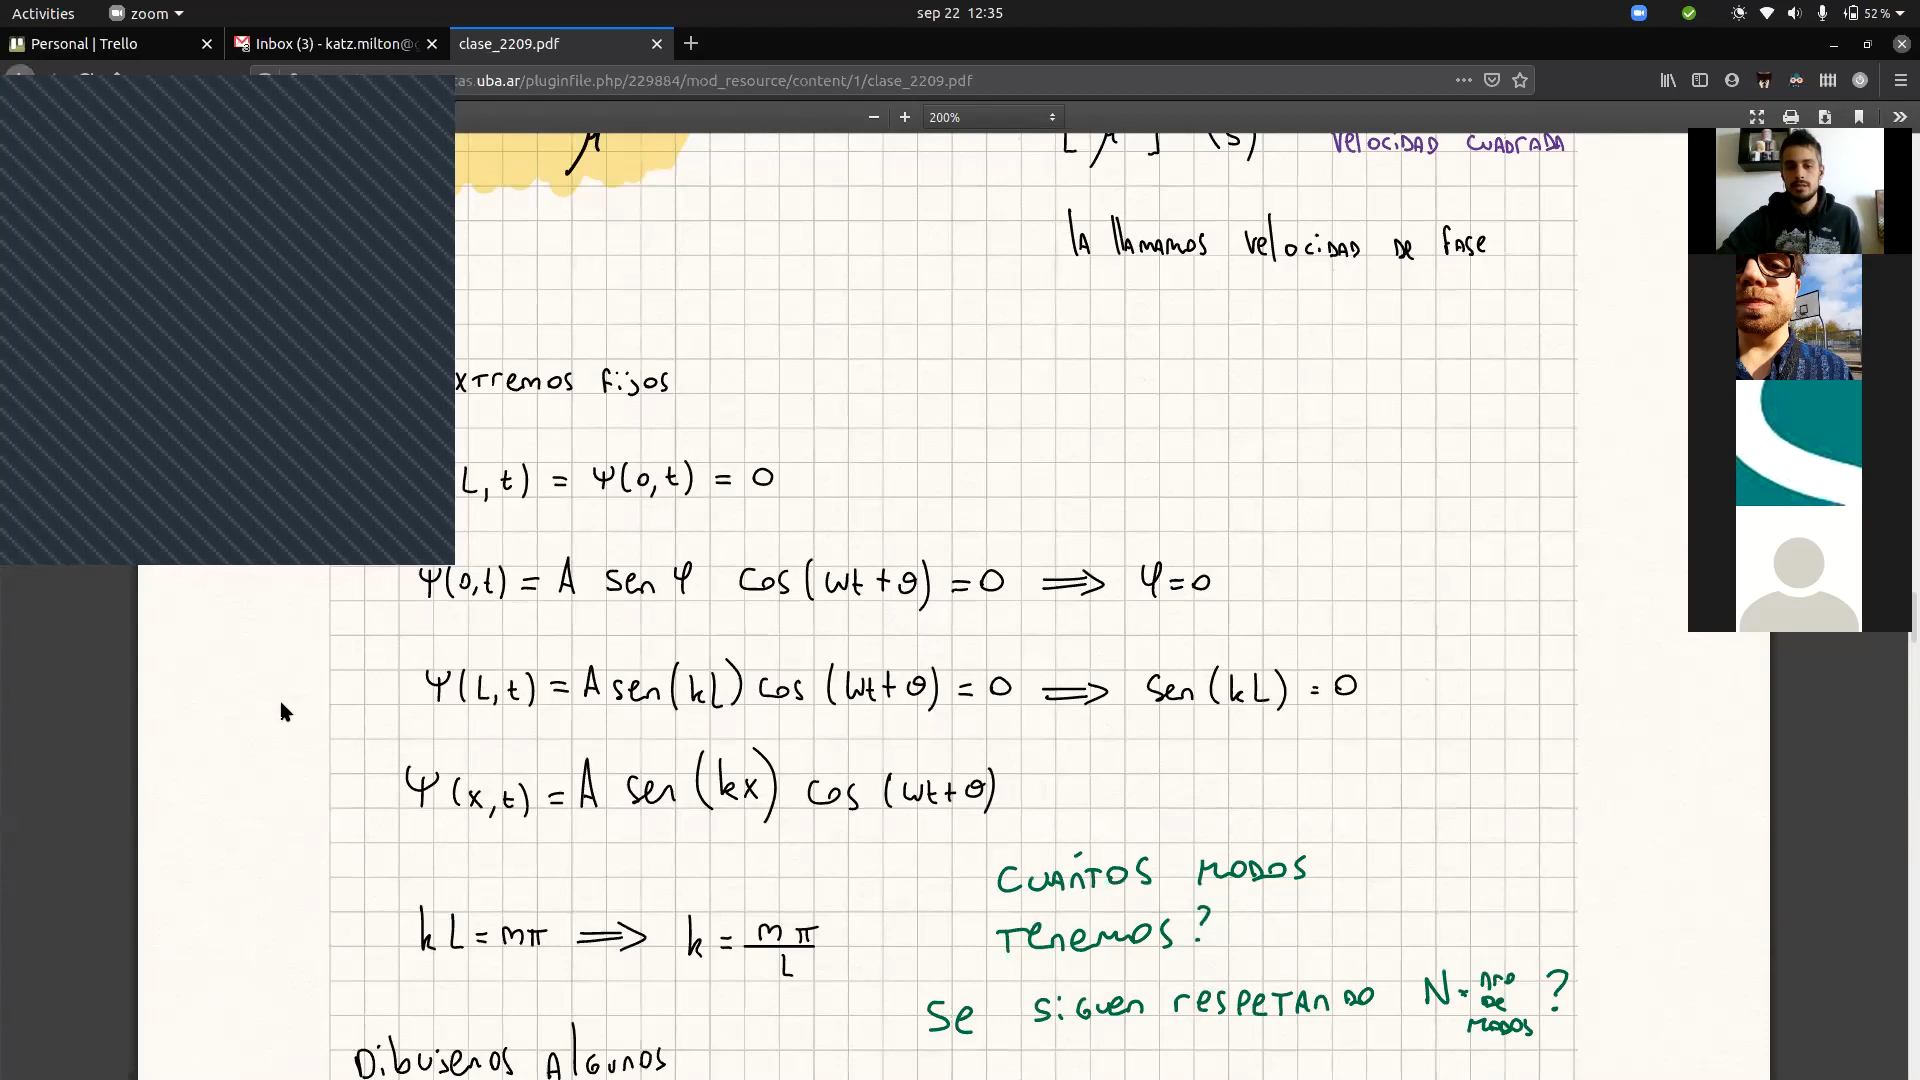 Activities zoom sep 22 12:35 52 %
Personal | Trello Inbox (3) - katz.milton@ clase_2209.pdf
tas.uba.ar/pluginfile.php/229884/mod_resource/content/1/clase_2209.pdf
200%
[ μ ] (s) velocidad cuadrada
μ
la llamamos velocidad de fase
xtremos fijos
L, t) = Ψ(0,t) = 0
Ψ(0,t) = A sen φ cos(ωt+θ) = 0 ⟹ φ=0
Ψ(L,t) = A sen(kL) cos(ωt+θ) = 0 ⟹ sen(kL) = 0
Ψ(x,t) = A sen(kx) cos(ωt+θ)
Cuántos modos
tenemos?
kL = mπ ⟹ k = mπ/L
Se siguen respetando N = nro de modos ?
Dibujemos algunos